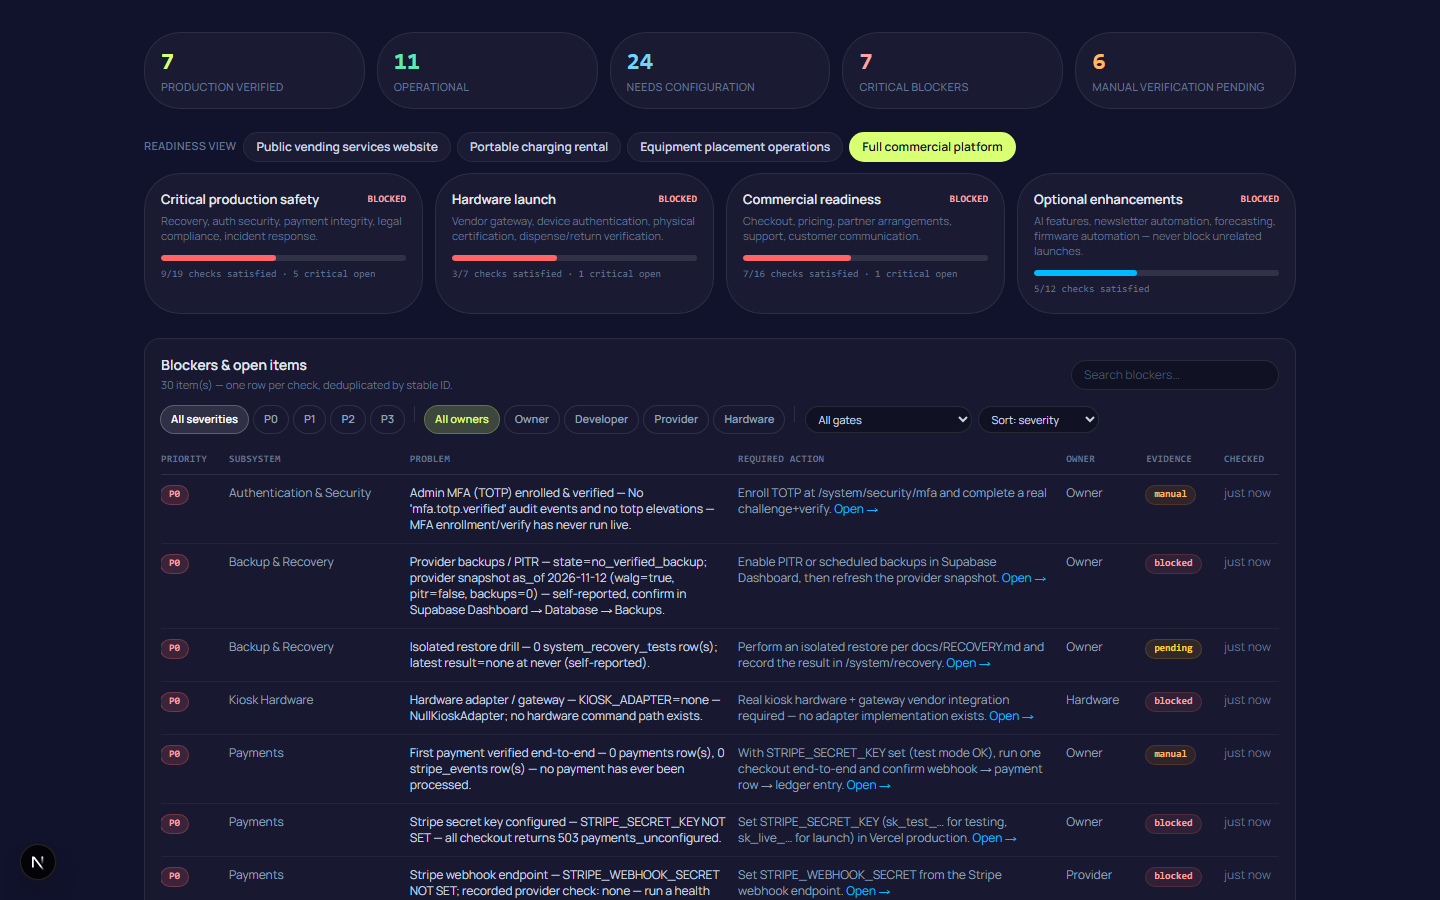 7
PRODUCTION VERIFIED
11
OPERATIONAL
24
NEEDS CONFIGURATION
7
CRITICAL BLOCKERS
6
MANUAL VERIFICATION PENDING
READINESS VIEW
Public vending services website
Portable charging rental
Equipment placement operations
Full commercial platform
Critical production safety
BLOCKED
Recovery, auth security, payment integrity, legal
compliance, incident response.
9/19 checks satisfied · 5 critical open
Hardware launch
BLOCKED
Vendor gateway, device authentication, physical
certification, dispense/return verification.
3/7 checks satisfied · 1 critical open
Commercial readiness
BLOCKED
Checkout, pricing, partner arrangements,
support, customer communication.
7/16 checks satisfied · 1 critical open
Optional enhancements
BLOCKED
AI features, newsletter automation, forecasting,
firmware automation — never block unrelated
launches.
5/12 checks satisfied
Blockers & open items
30 item(s) — one row per check, deduplicated by stable ID.
Search blockers...
All severities
P0
P1
P2
P3
All owners
Owner
Developer
Provider
Hardware
All gates
Sort: severity
PRIORITY
SUBSYSTEM
PROBLEM
REQUIRED ACTION
OWNER
EVIDENCE
CHECKED
P0
Authentication & Security
Admin MFA (TOTP) enrolled & verified — No
'mfa.totp.verified' audit events and no totp elevations —
MFA enrollment/verify has never run live.
Enroll TOTP at /system/security/mfa and complete a real
challenge+verify. Open →
Owner
manual
just now
P0
Backup & Recovery
Provider backups / PITR — state=no_verified_backup;
provider snapshot as_of 2026-11-12 (walg=true,
pitr=false, backups=0) — self-reported, confirm in
Supabase Dashboard → Database → Backups.
Enable PITR or scheduled backups in Supabase
Dashboard, then refresh the provider snapshot. Open →
Owner
blocked
just now
P0
Backup & Recovery
Isolated restore drill — 0 system_recovery_tests row(s);
latest result=none at never (self-reported).
Perform an isolated restore per docs/RECOVERY.md and
record the result in /system/recovery. Open →
Owner
pending
just now
P0
Kiosk Hardware
Hardware adapter / gateway — KIOSK_ADAPTER=none —
NullKioskAdapter; no hardware command path exists.
Real kiosk hardware + gateway vendor integration
required — no adapter implementation exists. Open →
Hardware
blocked
just now
P0
Payments
First payment verified end-to-end — 0 payments row(s), 0
stripe_events row(s) — no payment has ever been
processed.
With STRIPE_SECRET_KEY set (test mode OK), run one
checkout end-to-end and confirm webhook → payment
row → ledger entry. Open →
Owner
manual
just now
P0
Payments
Stripe secret key configured — STRIPE_SECRET_KEY NOT
SET — all checkout returns 503 payments_unconfigured.
Set STRIPE_SECRET_KEY (sk_test_... for testing,
sk_live_... for launch) in Vercel production. Open →
Owner
blocked
just now
P0
Payments
Stripe webhook endpoint — STRIPE_WEBHOOK_SECRET
NOT SET; recorded provider check: none — run a health
Set STRIPE_WEBHOOK_SECRET from the Stripe
webhook endpoint. Open →
Provider
blocked
just now
N